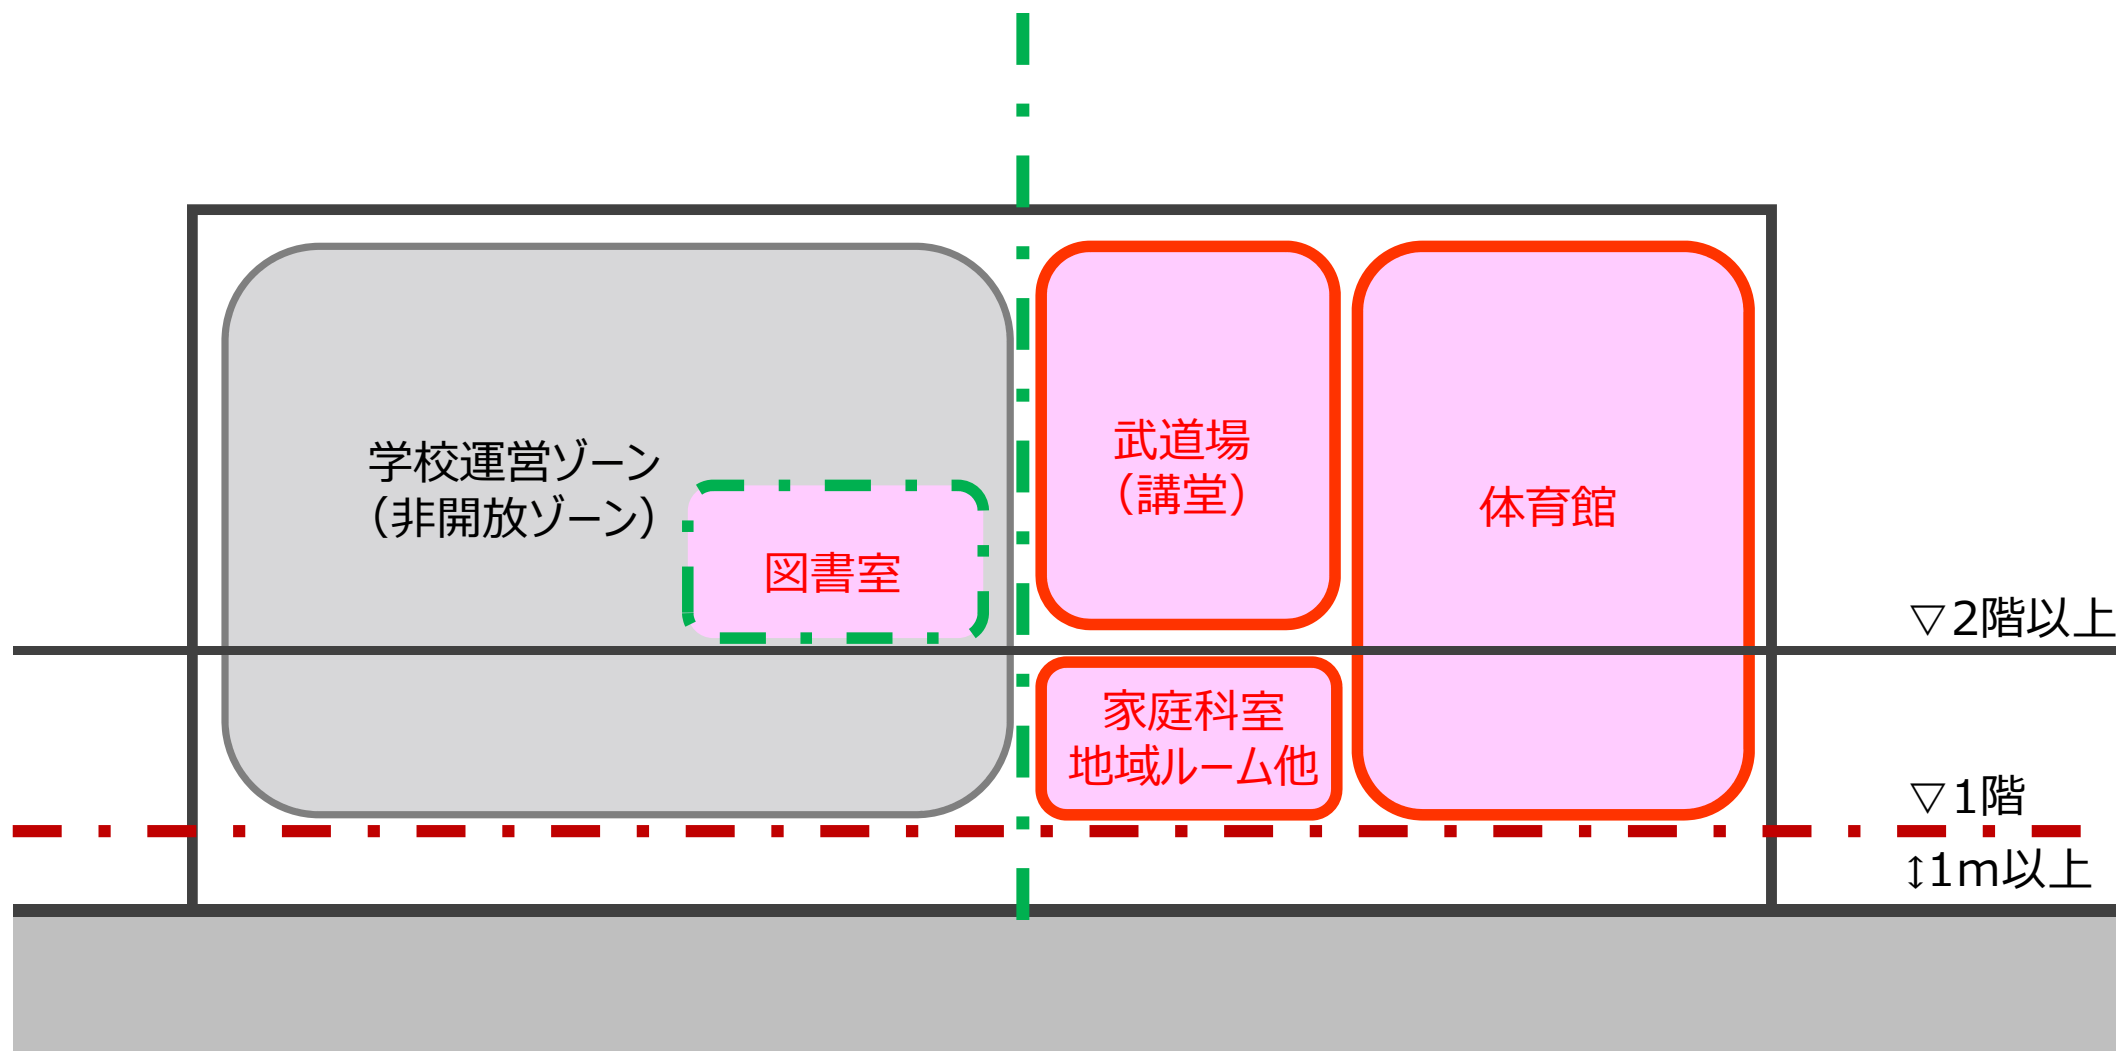 学校運営ゾーン
（非開放ゾーン）
図書室
武道場
（講堂）
体育館
家庭科室
地域ルーム他
▽2階以上
▽1階
↕1m以上